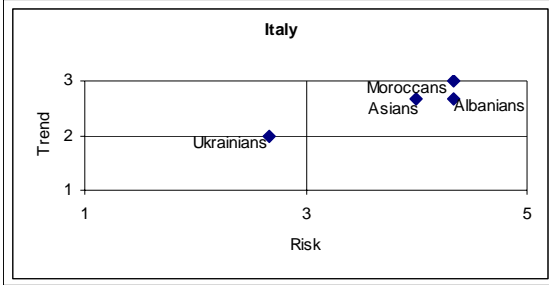 Italy
3
2
1
Trend
Moroccans
Asians
Albanians
Ukrainians
1
3
5
Risk